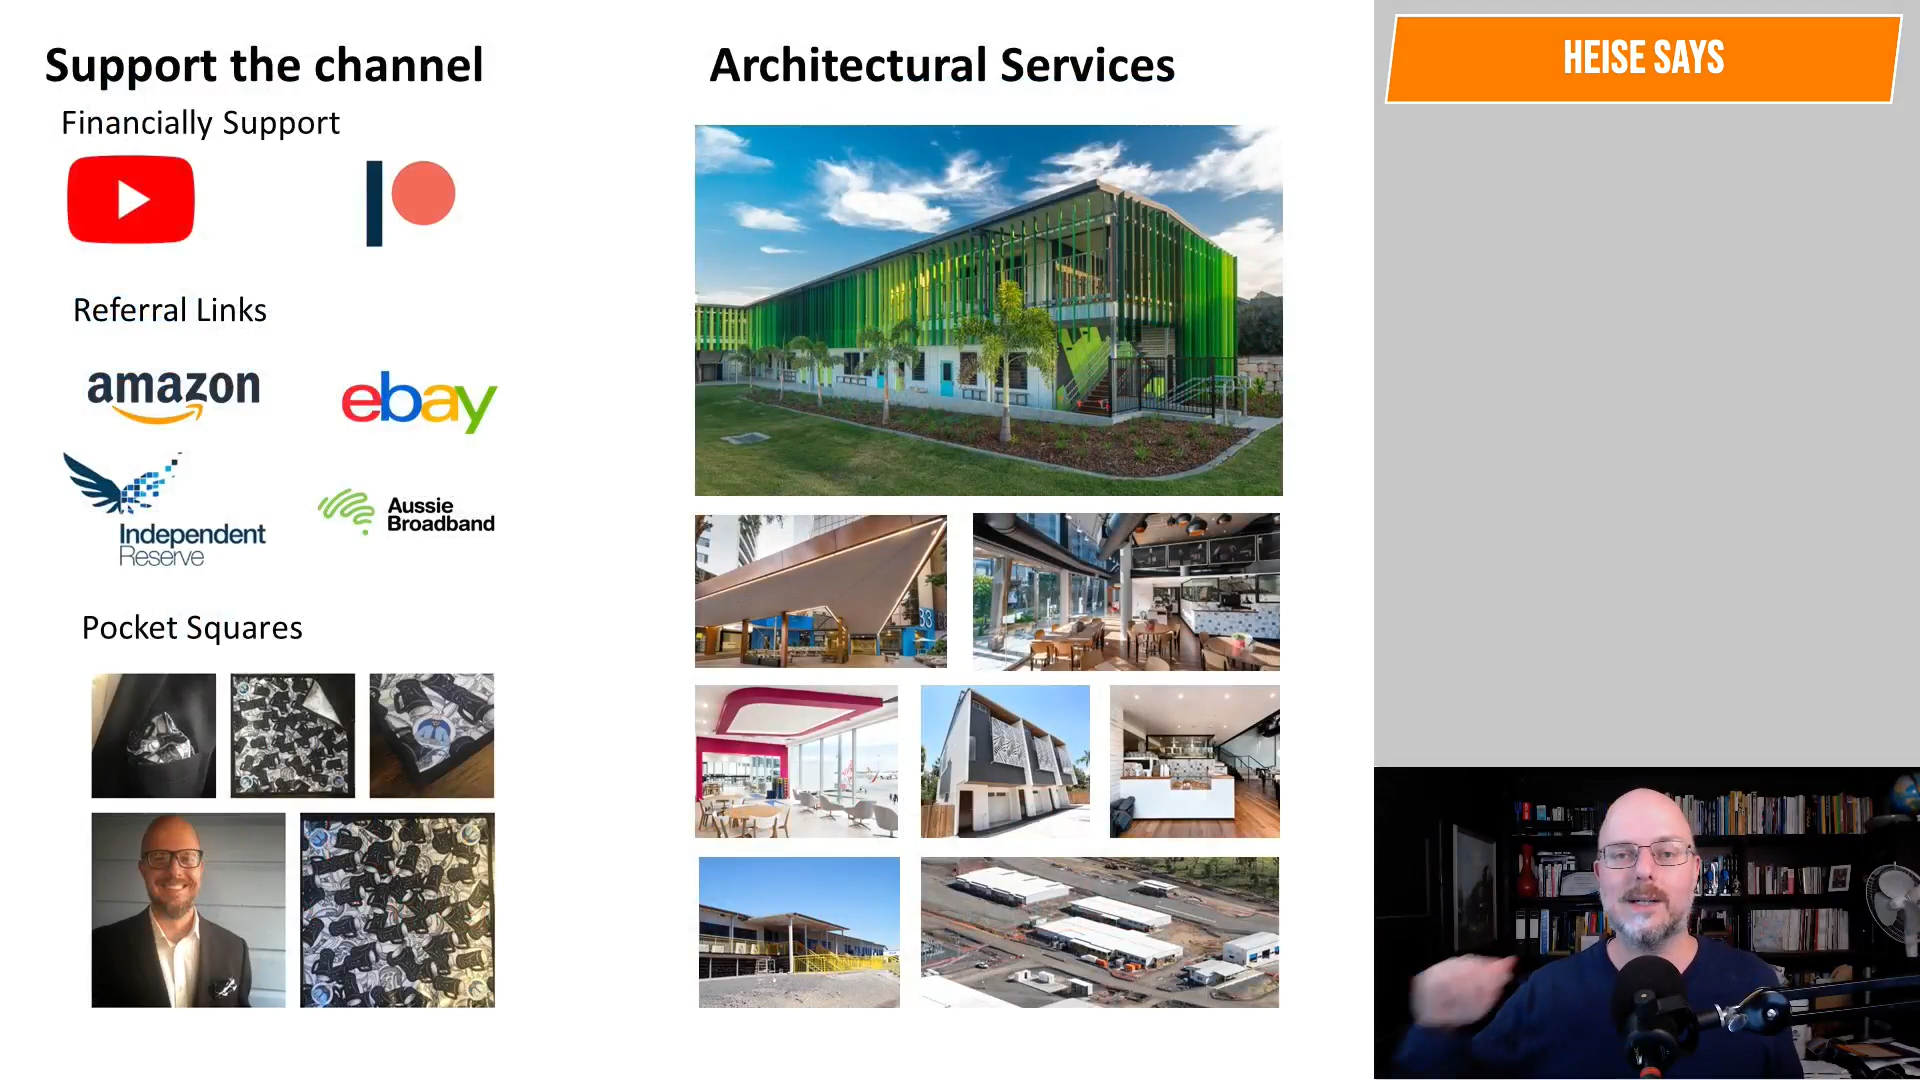 Support the channel
Financially Support
Referral Links
amazon
ebay
Independent
Reserve
Aussie
Broadband
Pocket Squares
Architectural Services
33
HEISE SAYS